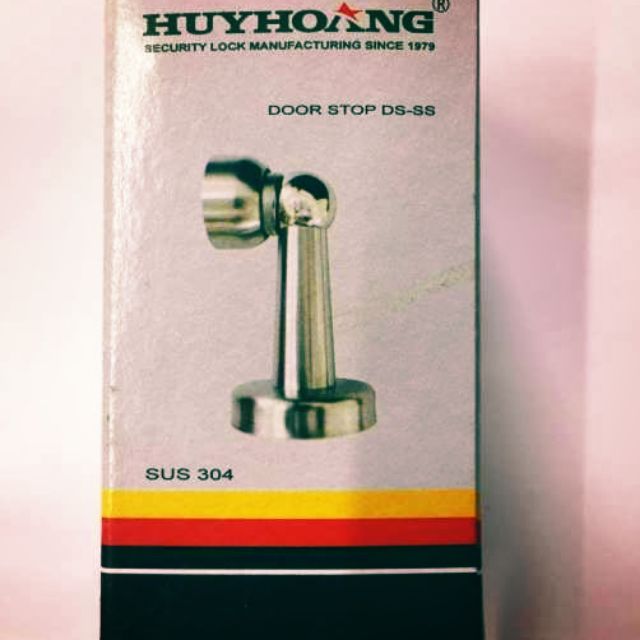 HUYHOANG®
SECURITY LOCK MANUFACTURING SINCE 1979
DOOR STOP DS-SS
SUS 304